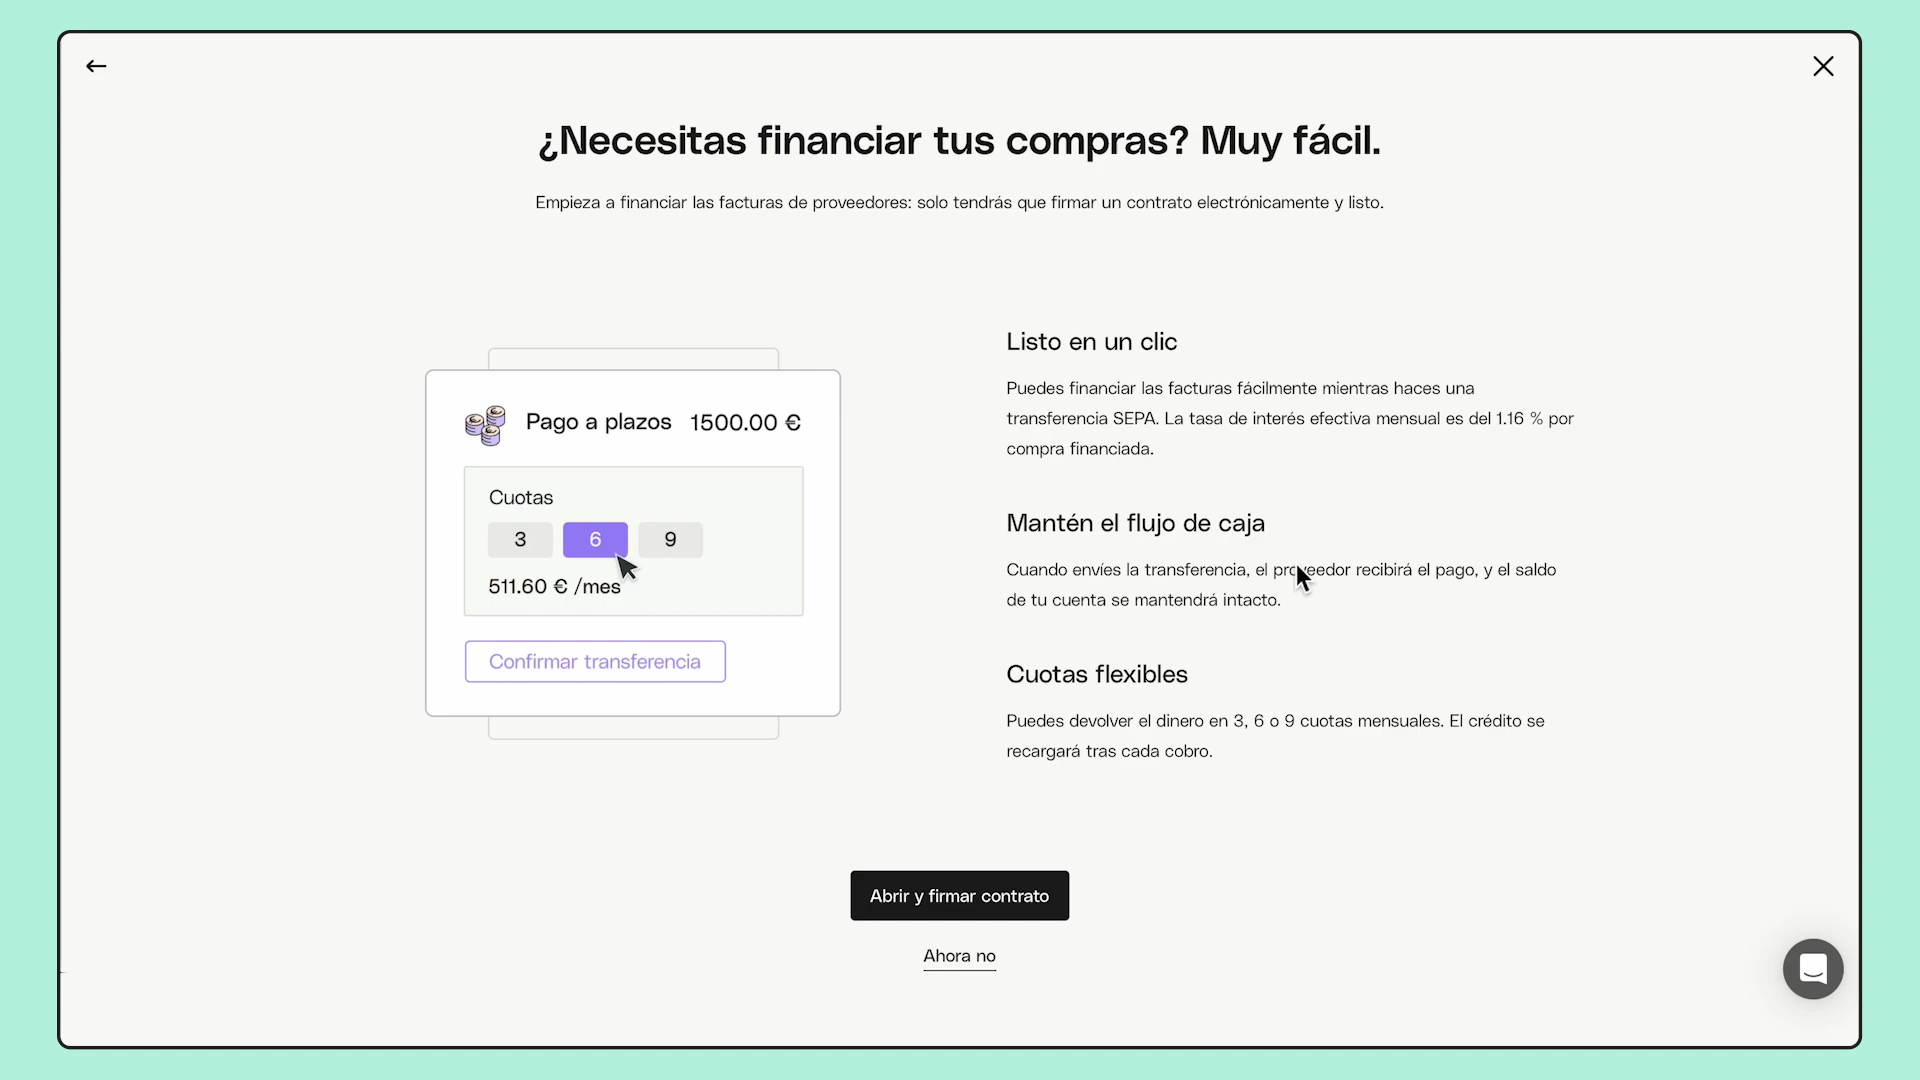 ¿Necesitas financiar tus compras? Muy fácil.
Empieza a financiar las facturas de proveedores: solo tendrás que firmar un contrato electrónicamente y listo.
Pago a plazos 1500.00 €
Cuotas
3 6 9
511.60 € /mes
Confirmar transferencia
Listo en un clic
Puedes financiar las facturas fácilmente mientras haces una
transferencia SEPA. La tasa de interés efectiva mensual es del 1.16 % por
compra financiada.
Mantén el flujo de caja
Cuando envíes la transferencia, el proveedor recibirá el pago, y el saldo
de tu cuenta se mantendrá intacto.
Cuotas flexibles
Puedes devolver el dinero en 3, 6 o 9 cuotas mensuales. El crédito se
recargará tras cada cobro.
Abrir y firmar contrato
Ahora no